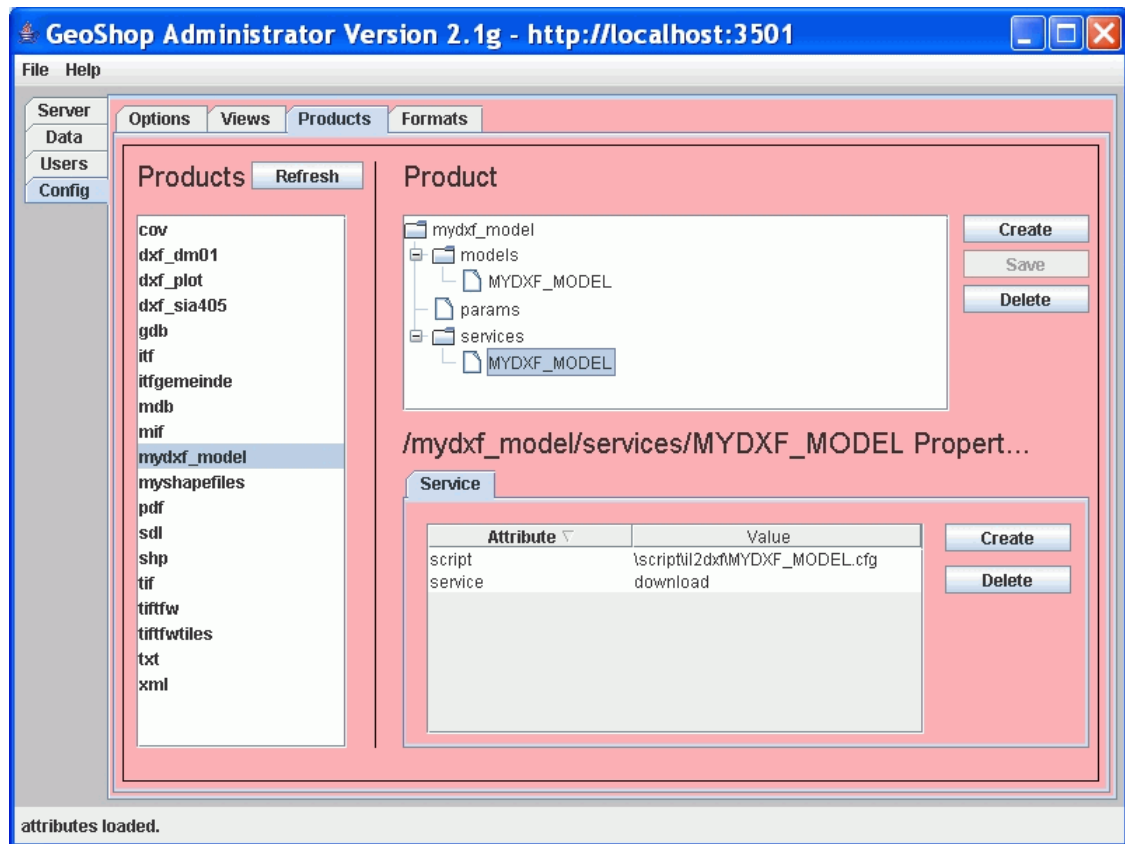 GeoShop Administrator Version 2.1g - http://localhost:3501
File Help
Server
Data
Users
Config
Options Views Products Formats
Products Refresh
cov
dxf_dm01
dxf_plot
dxf_sia405
gdb
itf
itfgemeinde
mdb
mif
mydxf_model
myshapefiles
pdf
sdl
shp
tif
tiftfw
tiftfwtiles
txt
xml
Product
mydxf_model
models
MYDXF_MODEL
params
services
MYDXF_MODEL
Create
Save
Delete
/mydxf_model/services/MYDXF_MODEL Propert...
Service
Attribute Value
script \script\il2dxf\MYDXF_MODEL.cfg
service download
Create
Delete
attributes loaded.